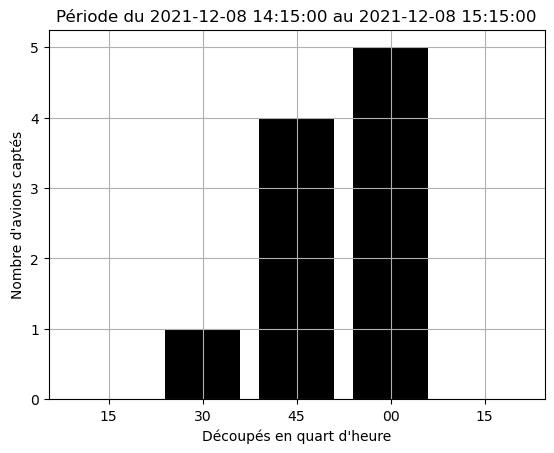 Période du 2021-12-08 14:15:00 au 2021-12-08 15:15:00
5
4
3
2
1
0
Nombre d'avions captés
15 30 45 00 15
Découpés en quart d'heure